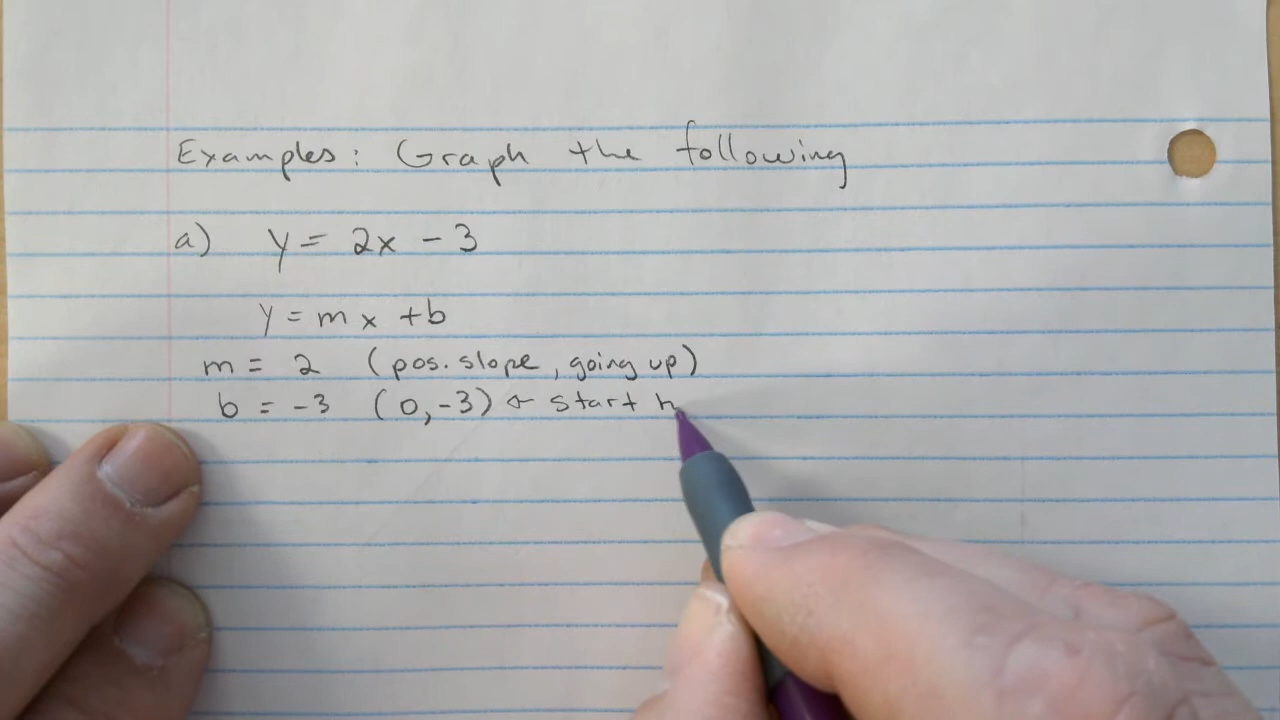 Examples: Graph the following
a) y = 2x - 3
y = mx + b
m = 2 (pos. slope, going up)
b = -3 (0,-3) ← start h